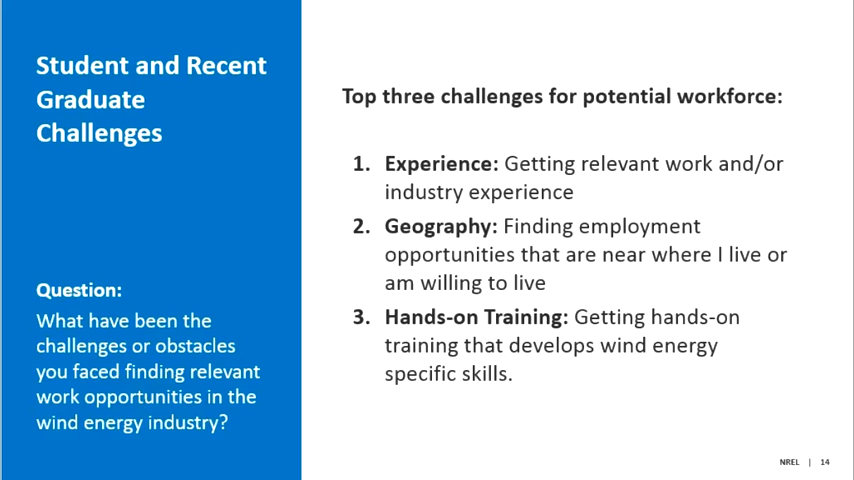 Student and Recent
Graduate
Challenges
Question:
What have been the
challenges or obstacles
you faced finding relevant
work opportunities in the
wind energy industry?
Top three challenges for potential workforce:
1. Experience: Getting relevant work and/or
industry experience
2. Geography: Finding employment
opportunities that are near where I live or
am willing to live
3. Hands-on Training: Getting hands-on
training that develops wind energy
specific skills.
NREL | 14